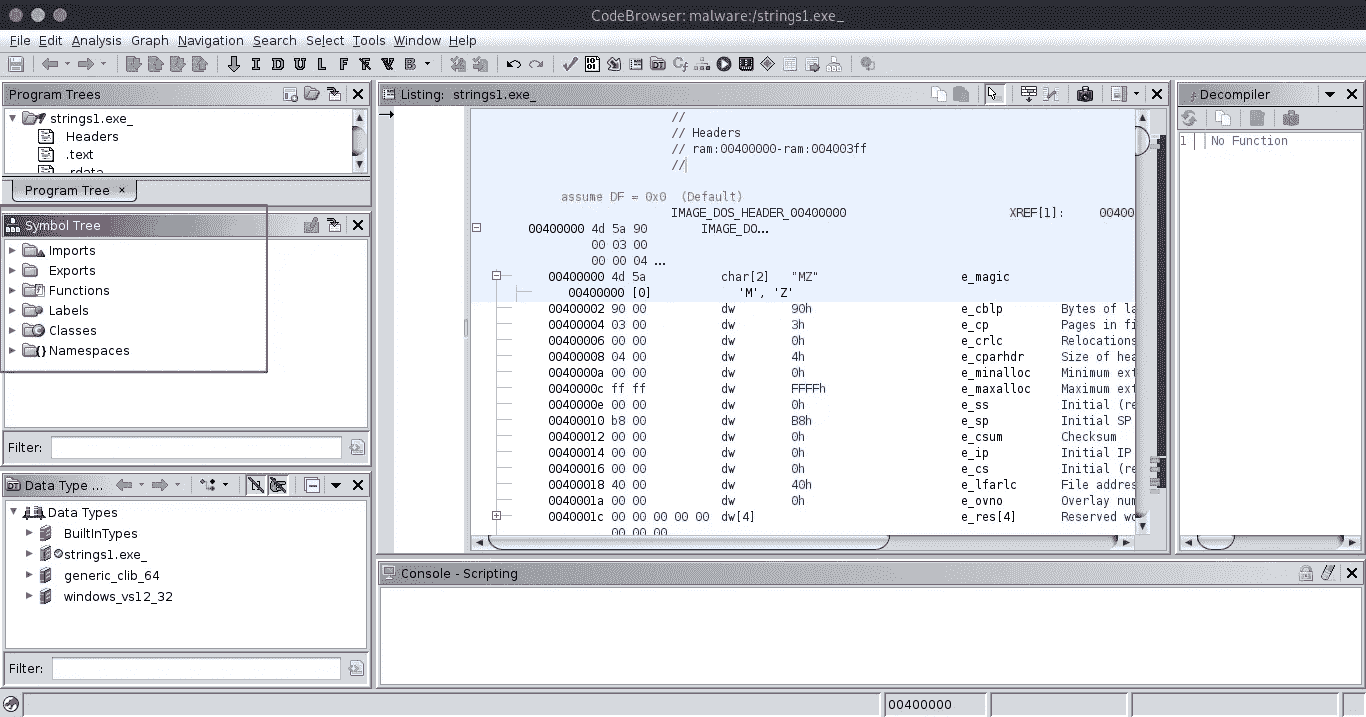 CodeBrowser: malware:/strings1.exe_
File Edit Analysis Graph Navigation Search Select Tools Window Help
I D U L F B
Program Trees
strings1.exe_
Headers
.text
.rdata
Program Tree ×
Symbol Tree
Imports
Exports
Functions
Labels
Classes
Namespaces
Filter:
Data Type ...
Data Types
BuiltInTypes
strings1.exe_
generic_clib_64
windows_vs12_32
Filter:
Listing: strings1.exe_
//
// Headers
// ram:00400000-ram:004003ff
//
assume DF = 0x0 (Default)
IMAGE_DOS_HEADER_00400000 XREF[1]: 00400
00400000 4d 5a 90 IMAGE_DO...
00 03 00
00 00 04 ...
00400000 4d 5a char[2] "MZ" e_magic
00400000 [0] 'M', 'Z'
00400002 90 00 dw 90h e_cblp Bytes of la
00400004 03 00 dw 3h e_cp Pages in fi
00400006 00 00 dw 0h e_crlc Relocations
00400008 04 00 dw 4h e_cparhdr Size of hea
0040000a 00 00 dw 0h e_minalloc Minimum ext
0040000c ff ff dw FFFFh e_maxalloc Maximum ext
0040000e 00 00 dw 0h e_ss Initial (re
00400010 b8 00 dw B8h e_sp Initial SP
00400012 00 00 dw 0h e_csum Checksum
00400014 00 00 dw 0h e_ip Initial IP
00400016 00 00 dw 0h e_cs Initial (re
00400018 40 00 dw 40h e_lfarlc File addres
0040001a 00 00 dw 0h e_ovno Overlay num
0040001c 00 00 00 00 00 dw[4] e_res[4] Reserved wo
00 00 00
Decompiler
1 No Function
Console - Scripting
00400000